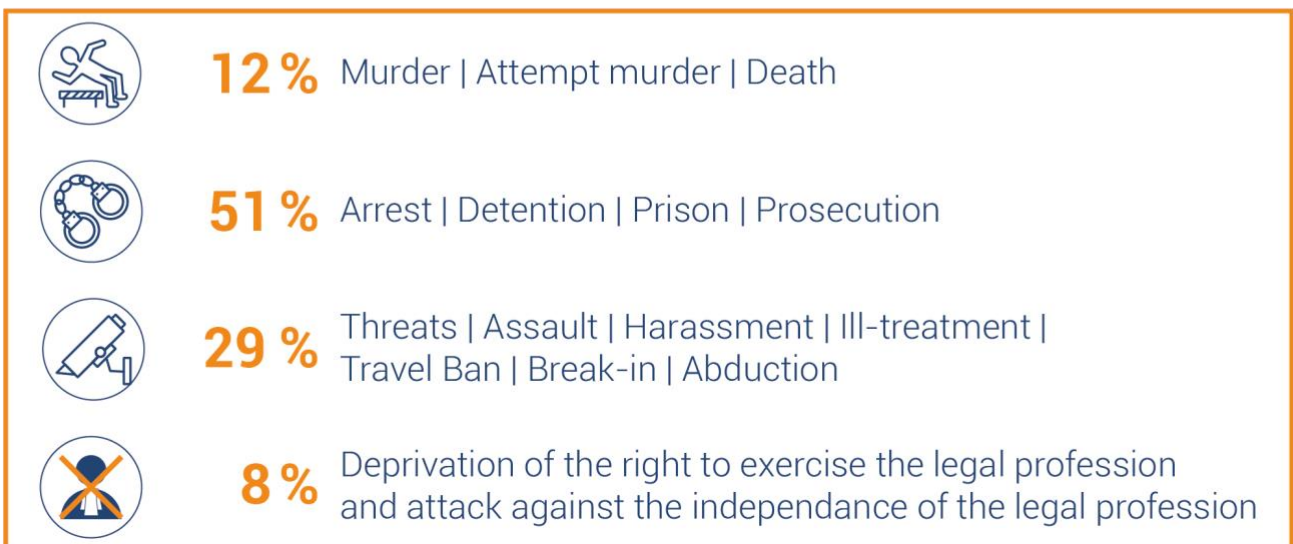 12 % Murder | Attempt murder | Death
51 % Arrest | Detention | Prison | Prosecution
29 % Threats | Assault | Harassment | Ill-treatment |
Travel Ban | Break-in | Abduction
8 % Deprivation of the right to exercise the legal profession
and attack against the independance of the legal profession